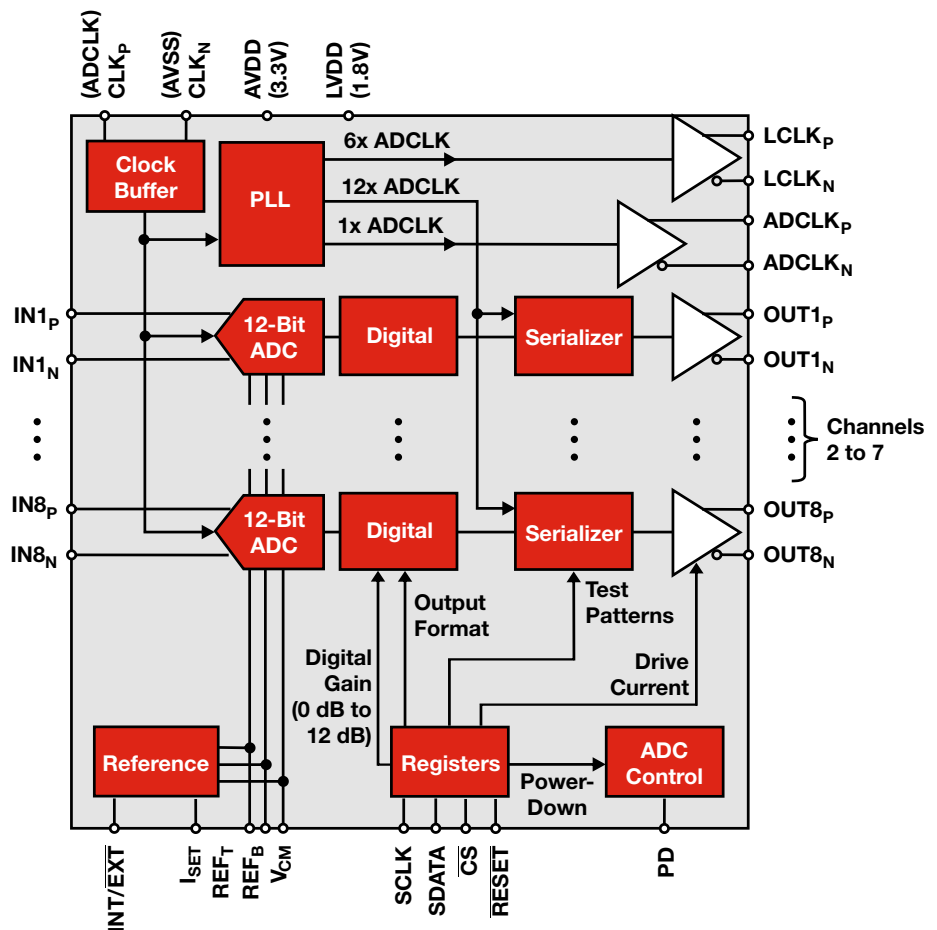 (ADCLK)
CLKP
(AVSS)
CLKN
AVDD
(3.3V)
LVDD
(1.8V)
6x ADCLK
12x ADCLK
1x ADCLK
Clock
Buffer
PLL
LCLKP
LCLKN
ADCLKP
ADCLKN
IN1P
IN1N
12-Bit
ADC
Digital
Serializer
OUT1P
OUT1N
Channels
2 to 7
IN8P
IN8N
12-Bit
ADC
Digital
Serializer
OUT8P
OUT8N
Output
Format
Test
Patterns
Digital
Gain
(0 dB to
12 dB)
Drive
Current
Reference
Registers
Power-
Down
ADC
Control
INT/EXT
ISET
REFT
REFB
VCM
SCLK
SDATA
CS
RESET
PD